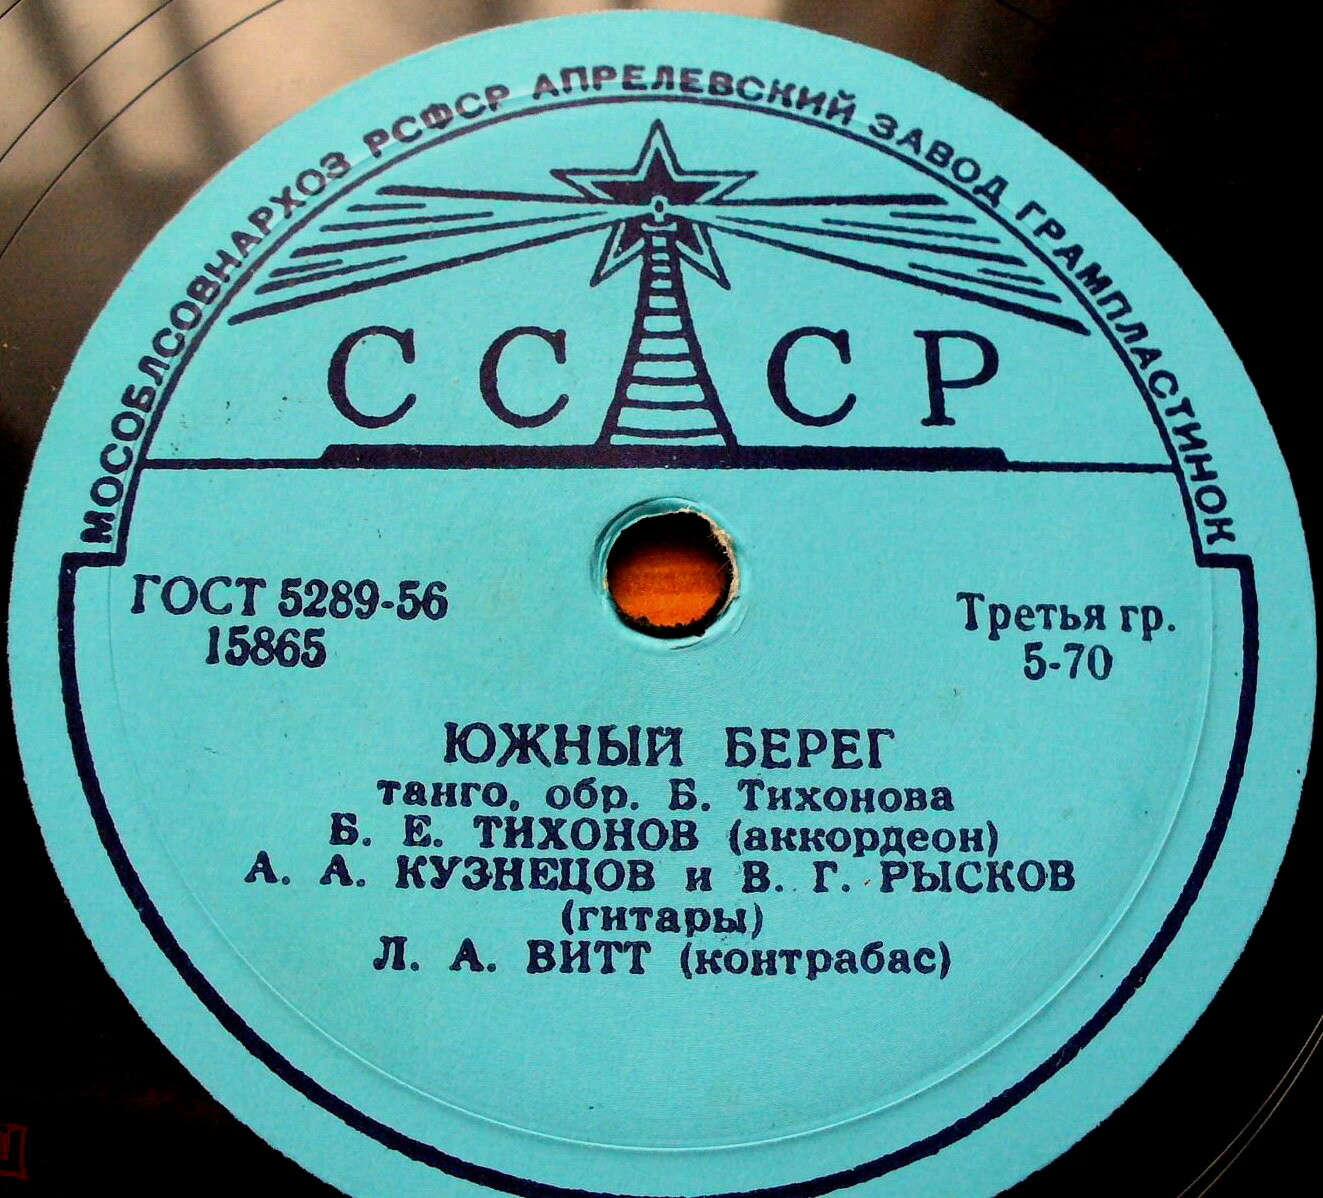 МОСОБЛСОВНАРХОЗ РСФСР АПРЕЛЕВСКИЙ ЗАВОД ГРАМПЛАСТИНОК
СССР
ГОСТ 5289-56
15865
Третья гр.
5-70
ЮЖНЫЙ БЕРЕГ
танго, обр. Б. Тихонова
Б. Е. ТИХОНОВ (аккордеон)
А. А. КУЗНЕЦОВ и В. Г. РЫСКОВ
(гитары)
Л. А. ВИТТ (контрабас)